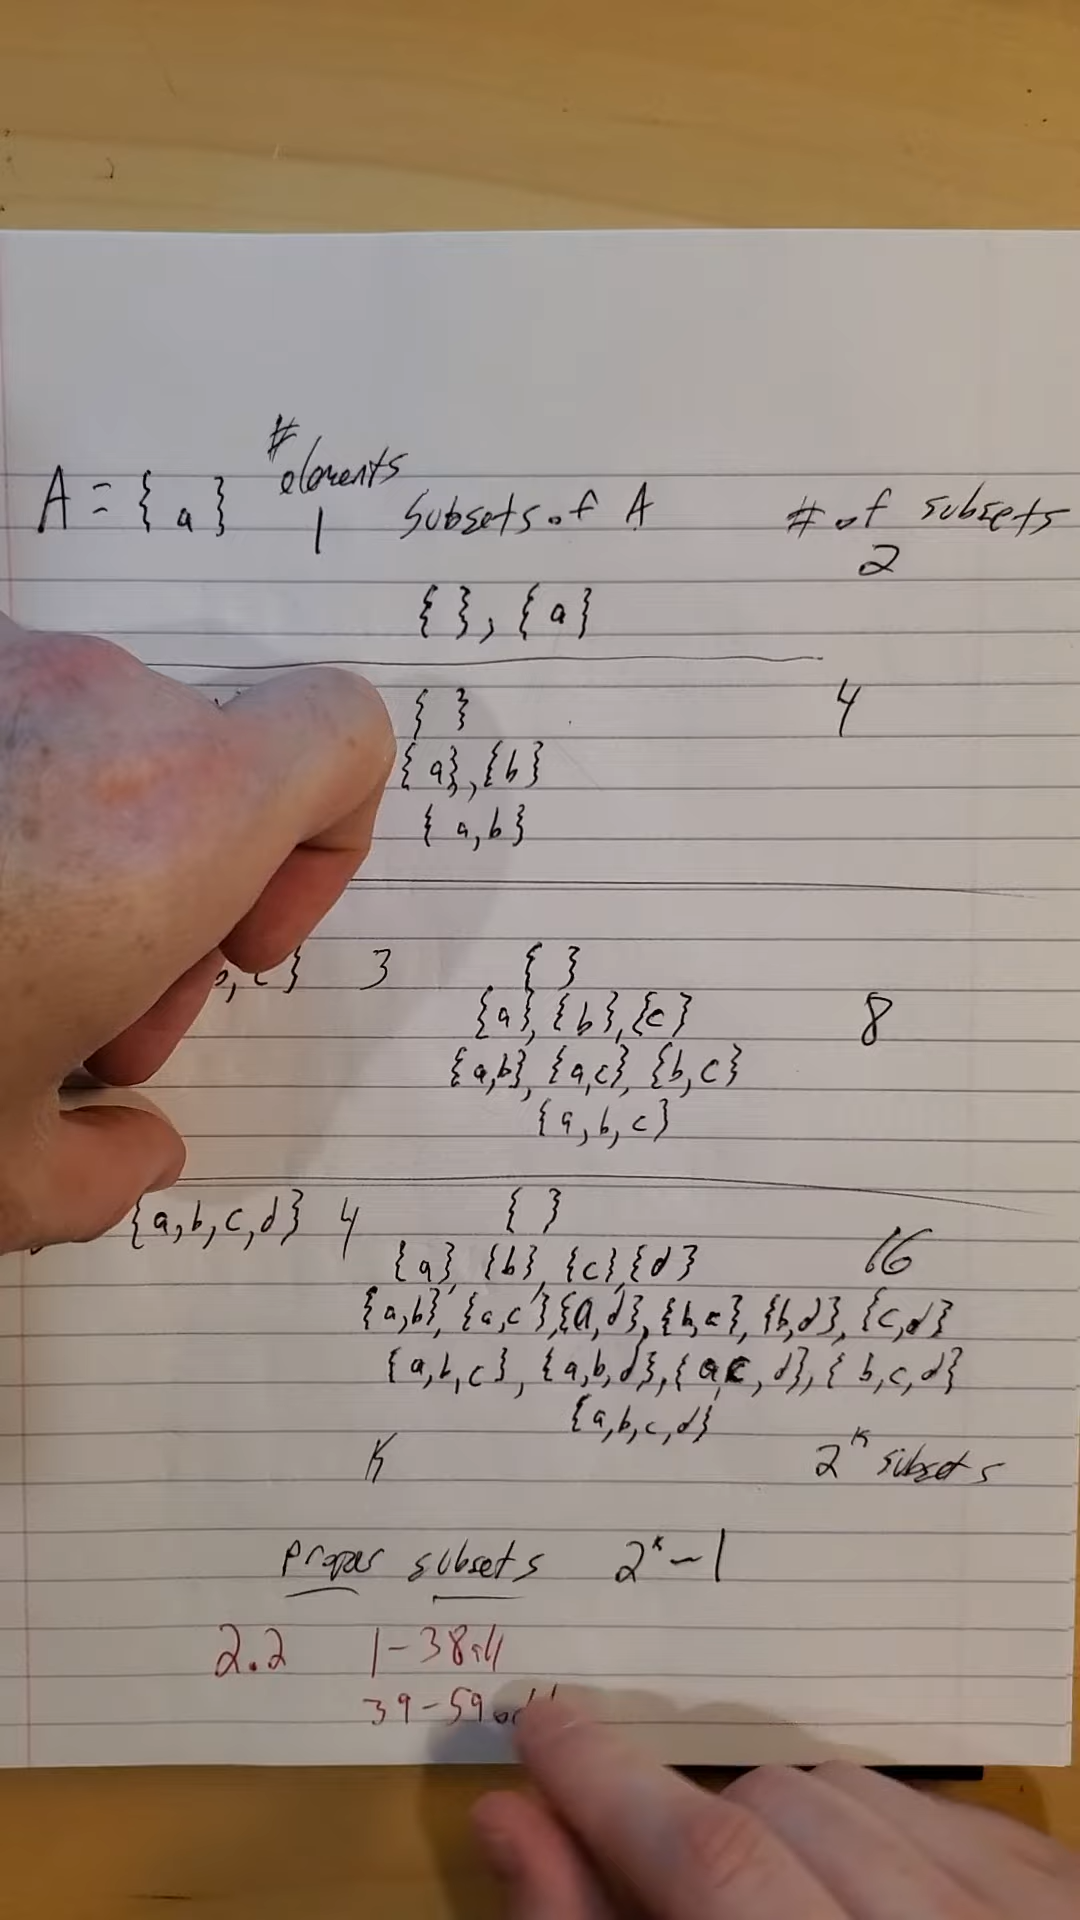 # elements
A = { a } 1 subsets of A # of subsets
2
{ }, { a }
{ } 4
{ a }, { b }
{ a, b }
b, c } 3 { }
{ a }, { b }, { c } 8
{ a, b }, { a, c }, { b, c }
{ a, b, c }
{ a, b, c, d } 4 { }
{ a }, { b }, { c }, { d } 16
{ a, b }, { a, c }, { a, d }, { b, c }, { b, d }, { c, d }
{ a, b, c }, { a, b, d }, { a c, d }, { b, c, d }
{ a, b, c, d }
K 2^K subsets
proper subsets 2^K - 1
2.2 1-38 all
39-59 odd